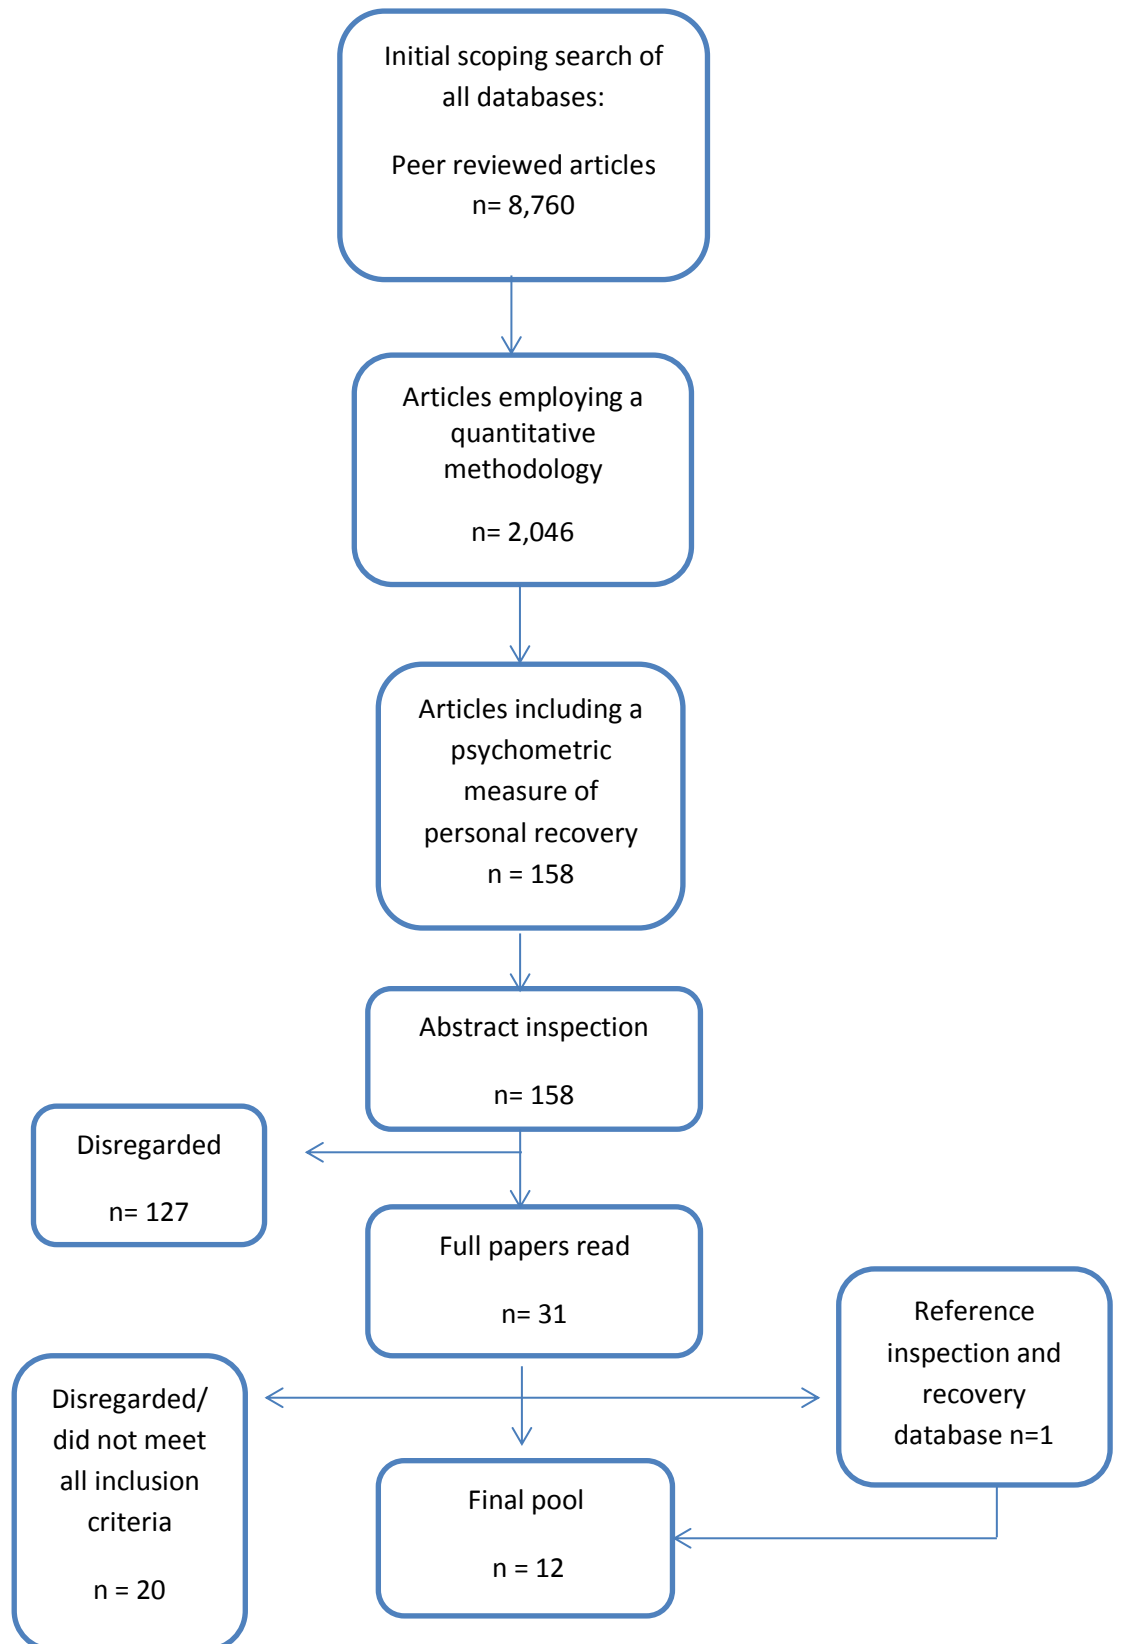 Initial scoping search of
all databases:
Peer reviewed articles
n= 8,760
Articles employing a
quantitative
methodology
n= 2,046
Articles including a
psychometric
measure of
personal recovery
n = 158
Abstract inspection
n= 158
Disregarded
n= 127
Full papers read
n= 31
Reference
inspection and
recovery
database n=1
Disregarded/
did not meet
all inclusion
criteria
n = 20
Final pool
n = 12